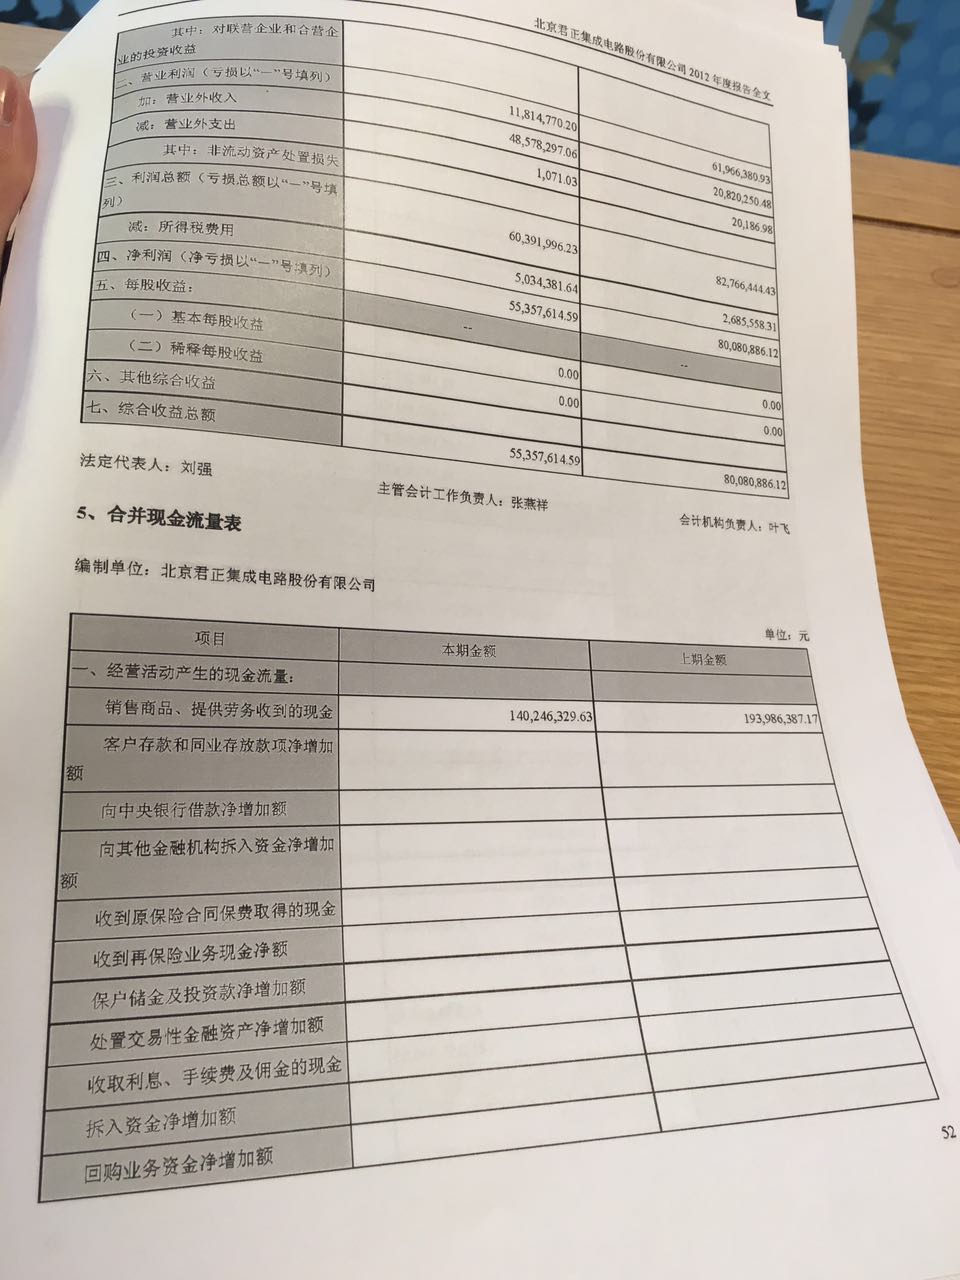 北京君正集成电路股份有限公司 2012 年度报告全文
其中：对联营企业和合营企
业的投资收益
二、营业利润（亏损以“－”号填列） 11,814,770.20 61,966,380.93
加：营业外收入 48,578,297.06 20,820,250.48
减：营业外支出 1,071.03 20,186.98
其中：非流动资产处置损失
三、利润总额（亏损总额以“－”号填
列） 60,391,996.23 82,766,444.43
减：所得税费用 5,034,381.64 2,685,558.31
四、净利润（净亏损以“－”号填列） 55,357,614.59 80,080,886.12
五、每股收益： -- --
（一）基本每股收益 0.00 0.00
（二）稀释每股收益 0.00 0.00
六、其他综合收益
七、综合收益总额 55,357,614.59 80,080,886.12
法定代表人：刘强 主管会计工作负责人：张燕祥 会计机构负责人：叶飞
5、合并现金流量表
编制单位：北京君正集成电路股份有限公司
单位：元
项目 本期金额 上期金额
一、经营活动产生的现金流量：
销售商品、提供劳务收到的现金 140,246,329.63 193,986,387.17
客户存款和同业存放款项净增加
额
向中央银行借款净增加额
向其他金融机构拆入资金净增加
额
收到原保险合同保费取得的现金
收到再保险业务现金净额
保户储金及投资款净增加额
处置交易性金融资产净增加额
收取利息、手续费及佣金的现金
拆入资金净增加额
回购业务资金净增加额
52